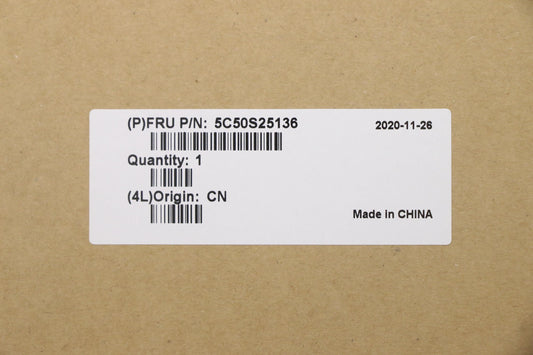 (P)FRU P/N: 5C50S25136
2020-11-26
Quantity: 1
(4L)Origin: CN
Made in CHINA